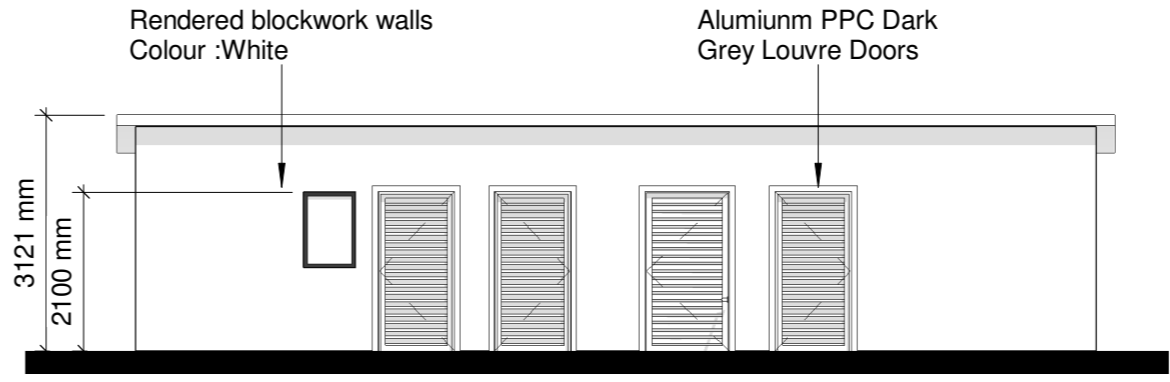 Rendered blockwork walls
Colour :White
Alumiunm PPC Dark
Grey Louvre Doors
3121 mm
2100 mm